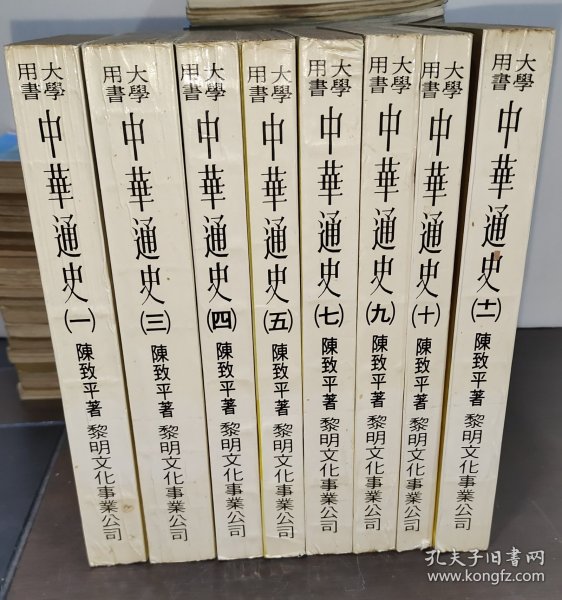 大學用書 中華通史 (一) 陳致平著 黎明文化事業公司
大學用書 中華通史 (三) 陳致平著 黎明文化事業公司
大學用書 中華通史 (四) 陳致平著 黎明文化事業公司
大學用書 中華通史 (五) 陳致平著 黎明文化事業公司
大學用書 中華通史 (七) 陳致平著 黎明文化事業公司
大學用書 中華通史 (九) 陳致平著 黎明文化事業公司
大學用書 中華通史 (十) 陳致平著 黎明文化事業公司
大學用書 中華通史 (十一) 陳致平著 黎明文化事業公司
孔夫子旧书网
www.kongfz.com